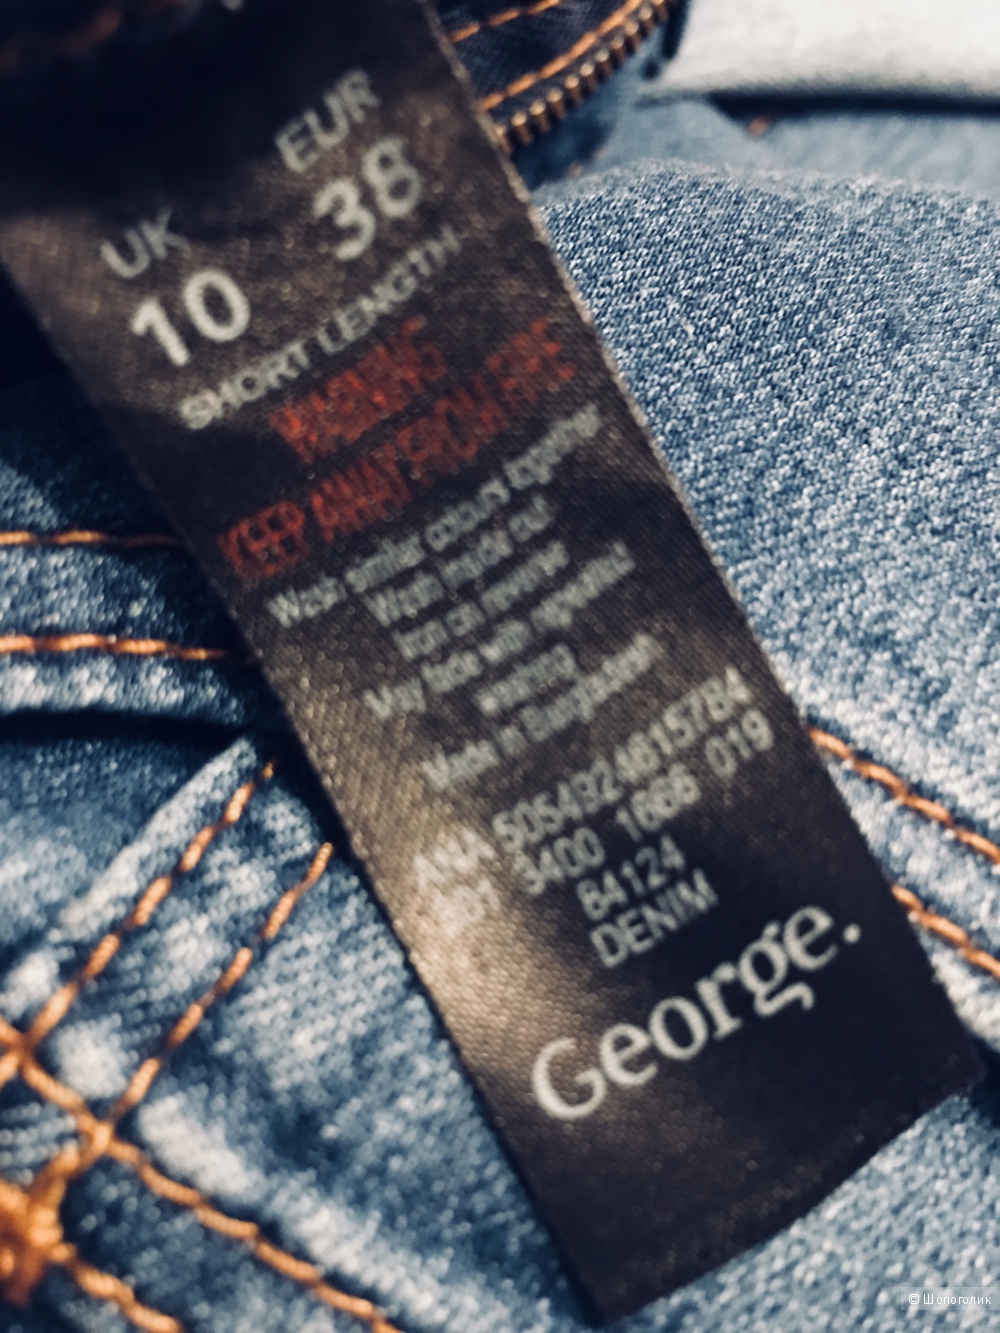 UK EUR
10 38
SHORT LENGTH
WARNING
KEEP AWAY FROM FIRE
Wash similar colours together
Wash inside out
Iron on reverse
May fade with repeated
washing
Made in Bangladesh
ANA 5054924615784
3400 1666 019
B4124
DENIM
George.
© Шопоголик